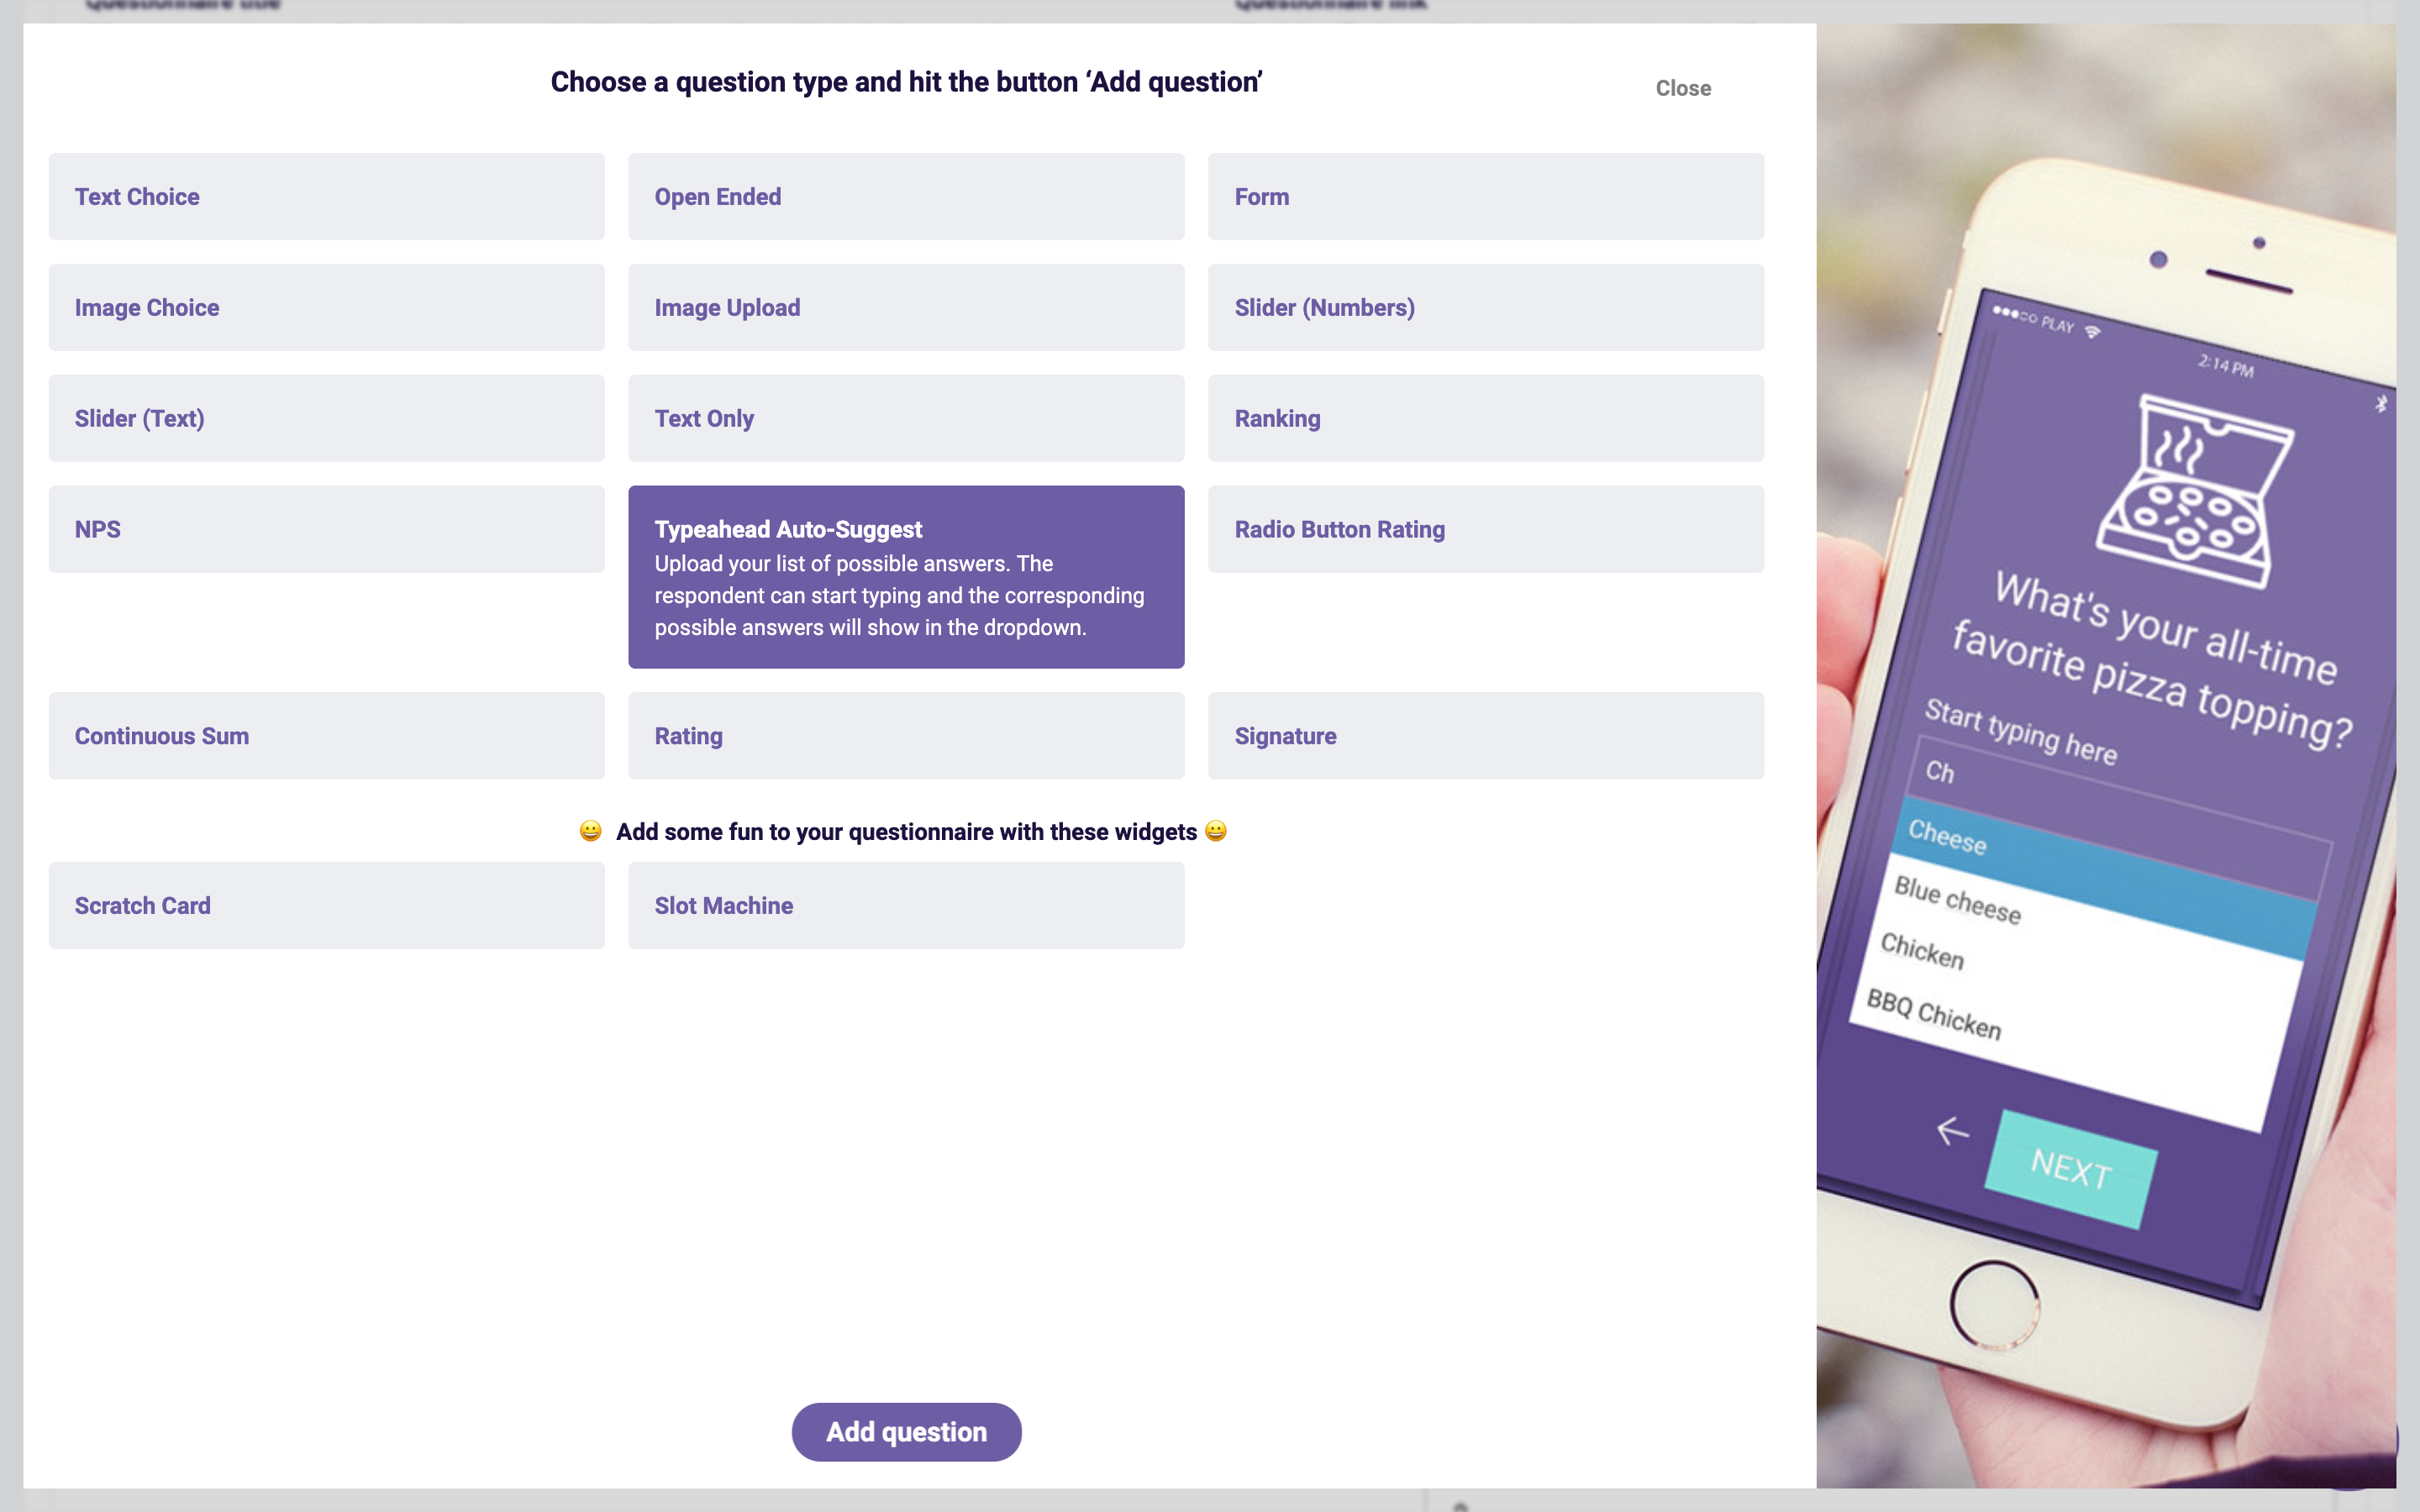 Questionnaire title
Questionnaire link
Choose a question type and hit the button ‘Add question’
Close
Text Choice
Open Ended
Form
Image Choice
Image Upload
Slider (Numbers)
Slider (Text)
Text Only
Ranking
NPS
Typeahead Auto-Suggest
Upload your list of possible answers. The
respondent can start typing and the corresponding
possible answers will show in the dropdown.
Radio Button Rating
Continuous Sum
Rating
Signature
😀 Add some fun to your questionnaire with these widgets 😀
Scratch Card
Slot Machine
Add question
PLAY
2:14 PM
What's your all-time
favorite pizza topping?
Start typing here
Ch
Cheese
Blue cheese
Chicken
BBQ Chicken
NEXT